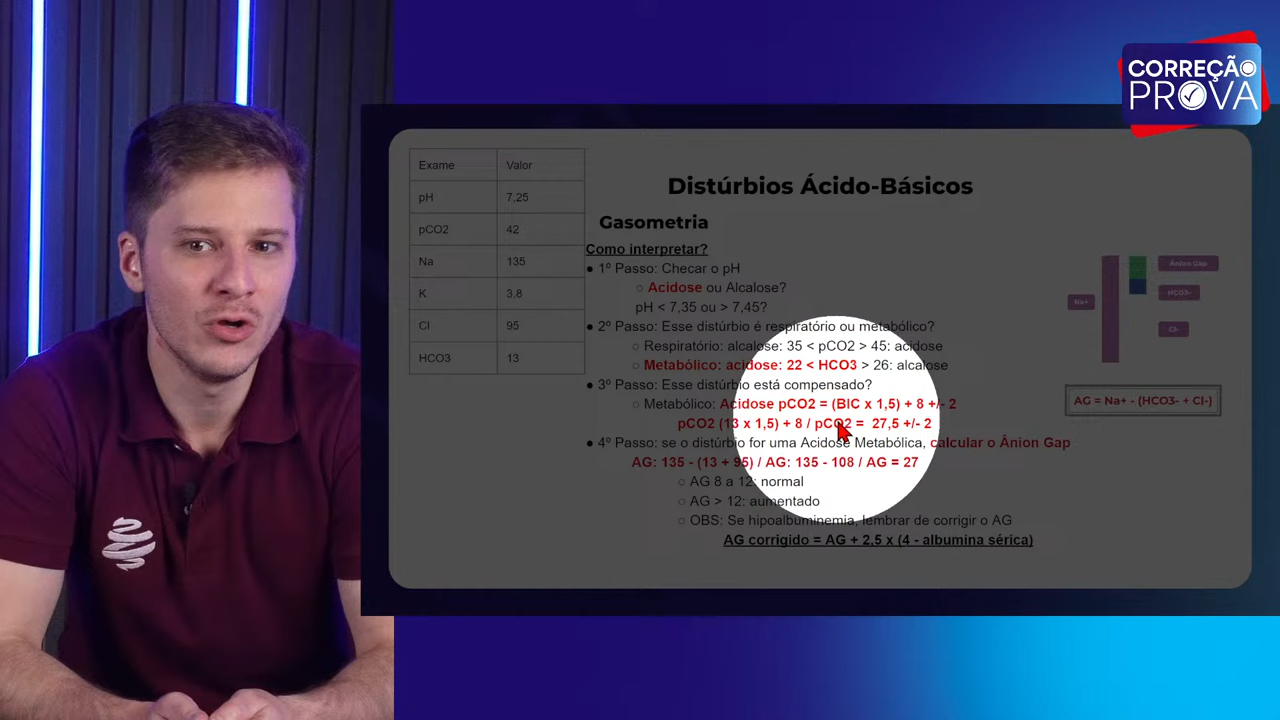 CORREÇÃO
PROVA
Exame Valor
pH 7,25
pCO2 42
Na 135
K 3,8
Cl 95
HCO3 13
Distúrbios Ácido-Básicos
Gasometria
Como interpretar?
● 1º Passo: Checar o pH
○ Acidose ou Alcalose?
pH < 7,35 ou > 7,45?
● 2º Passo: Esse distúrbio é respiratório ou metabólico?
○ Respiratório: alcalose: 35 < pCO2 > 45: acidose
○ Metabólico: acidose: 22 < HCO3 > 26: alcalose
● 3º Passo: Esse distúrbio está compensado?
○ Metabólico: Acidose pCO2 = (BIC x 1,5) + 8 +/- 2
pCO2 (13 x 1,5) + 8 / pCO2 = 27,5 +/- 2
● 4º Passo: se o distúrbio for uma Acidose Metabólica, calcular o Ânion Gap
AG: 135 - (13 + 95) / AG: 135 - 108 / AG = 27
○ AG 8 a 12: normal
○ AG > 12: aumentado
○ OBS: Se hipoalbuminemia, lembrar de corrigir o AG
AG corrigido = AG + 2,5 x (4 - albumina sérica)
Ânion Gap
HCO3-
Na+
Cl-
AG = Na+ - (HCO3- + Cl-)